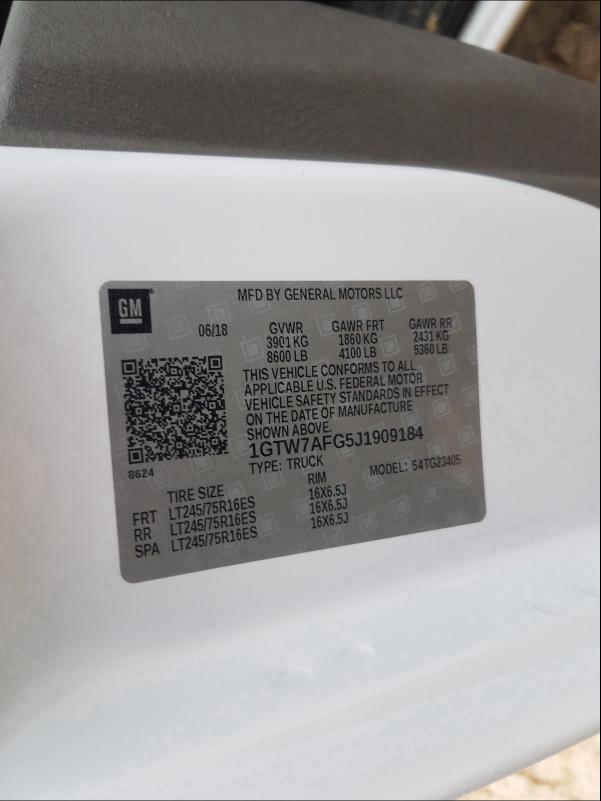 GM
MFD BY GENERAL MOTORS LLC
06/18 GVWR GAWR FRT GAWR RR
3901 KG 1860 KG 2431 KG
8600 LB 4100 LB 5360 LB
THIS VEHICLE CONFORMS TO ALL
APPLICABLE U.S. FEDERAL MOTOR
VEHICLE SAFETY STANDARDS IN EFFECT
ON THE DATE OF MANUFACTURE
SHOWN ABOVE.
1GTW7AFG5J1909184
8624
TYPE: TRUCK MODEL: 54TG23405
TIRE SIZE RIM
FRT LT245/75R16ES 16X6.5J
RR LT245/75R16ES 16X6.5J
SPA LT245/75R16ES 16X6.5J